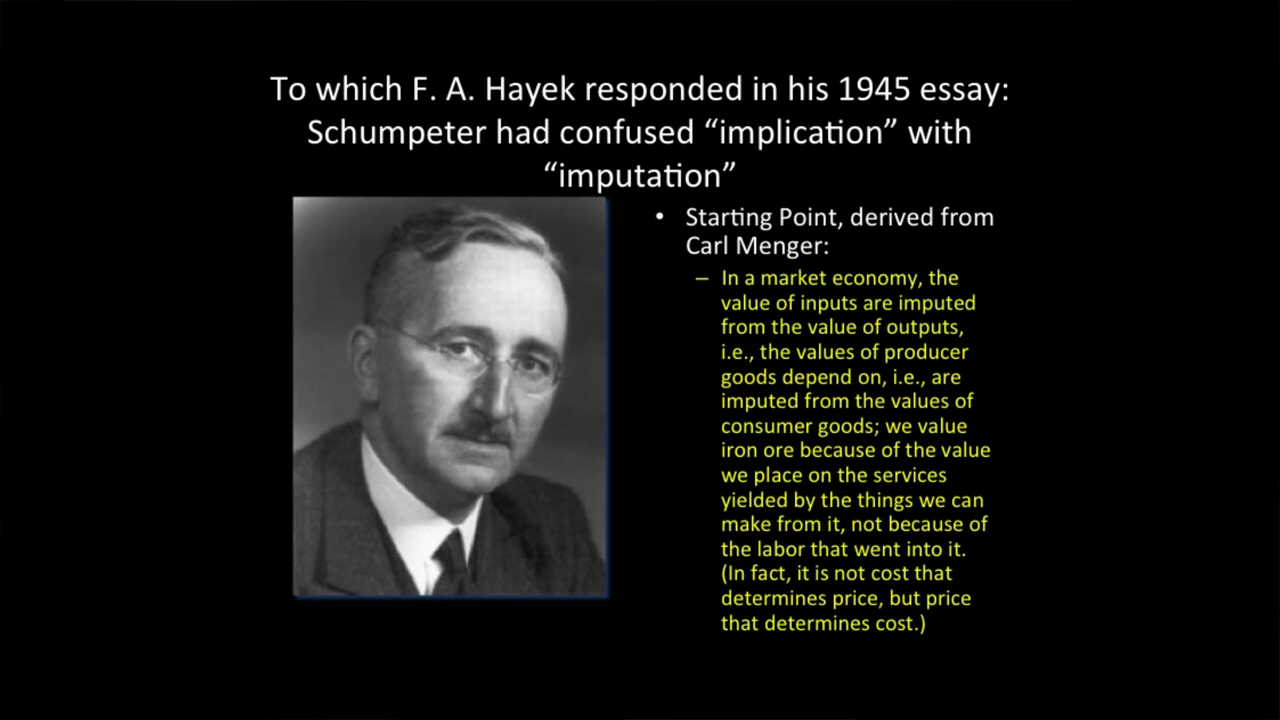 To which F. A. Hayek responded in his 1945 essay:
Schumpeter had confused “implication” with
“imputation”
• Starting Point, derived from
Carl Menger:
– In a market economy, the
value of inputs are imputed
from the value of outputs,
i.e., the values of producer
goods depend on, i.e., are
imputed from the values of
consumer goods; we value
iron ore because of the value
we place on the services
yielded by the things we can
make from it, not because of
the labor that went into it.
(In fact, it is not cost that
determines price, but price
that determines cost.)